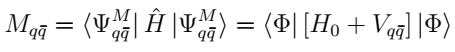 $M_{q\bar{q}} = \langle \Psi^{M}_{q\bar{q}} | \hat{H} | \Psi^{M}_{q\bar{q}} \rangle = \langle \Phi | [H_0 + V_{q\bar{q}}] | \Phi \rangle$